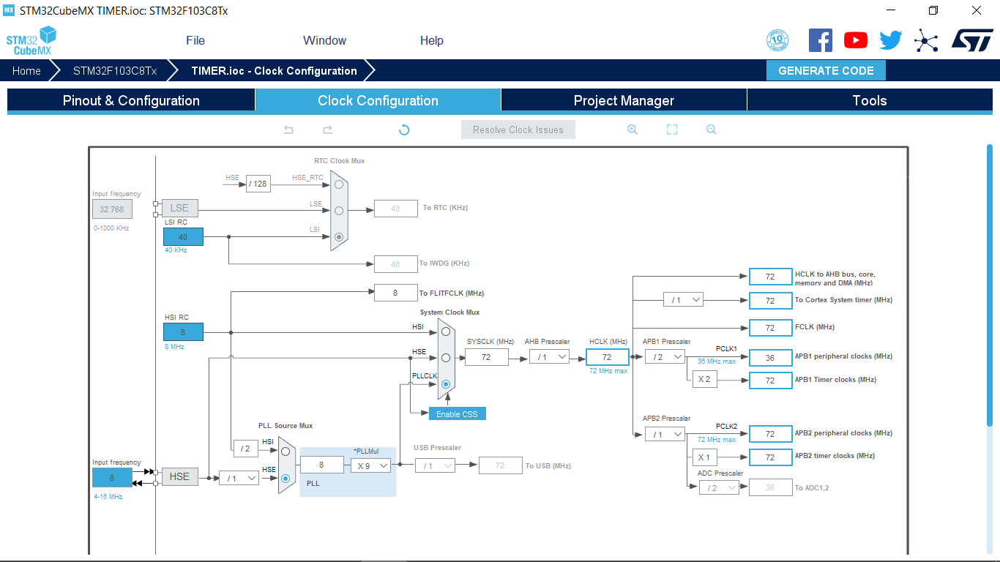 MX STM32CubeMX TIMER.ioc: STM32F103C8Tx
STM32
CubeMX
File Window Help
10
Home STM32F103C8Tx TIMER.ioc - Clock Configuration GENERATE CODE
Pinout & Configuration Clock Configuration Project Manager Tools
Resolve Clock Issues
RTC Clock Mux
HSE / 128 HSE_RTC
Input frequency
32.768
0-1000 KHz
LSE
LSE
40 To RTC (KHz)
LSI RC
40
40 KHz
LSI
40 To IWDG (KHz)
8 To FLITFCLK (MHz)
HSI RC
8
8 MHz
System Clock Mux
HSI
HSE
PLLCLK
Enable CSS
SYSCLK (MHz)
72
AHB Prescaler
/ 1
HCLK (MHz)
72
72 MHz max
72 HCLK to AHB bus, core,
memory and DMA (MHz)
/ 1 72 To Cortex System timer (MHz)
72 FCLK (MHz)
APB1 Prescaler
/ 2
PCLK1
36 MHz max
36 APB1 peripheral clocks (MHz)
X 2 72 APB1 Timer clocks (MHz)
APB2 Prescaler
/ 1
PCLK2
72 MHz max
72 APB2 peripheral clocks (MHz)
X 1 72 APB2 timer clocks (MHz)
ADC Prescaler
/ 2 36 To ADC1,2
PLL Source Mux
/ 2 HSI
Input frequency
8
4-16 MHz
HSE
/ 1 HSE
8
*PLLMul
X 9
PLL
USB Prescaler
/ 1 72 To USB (MHz)